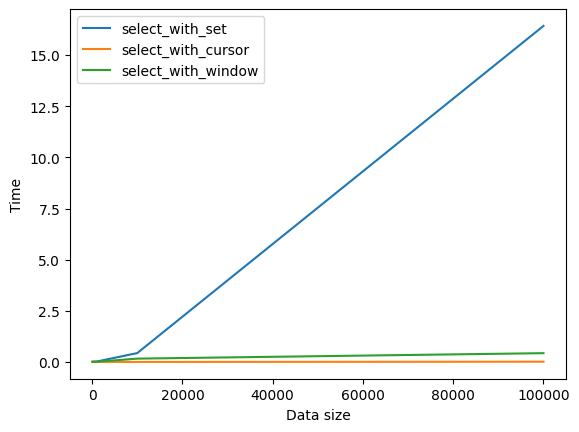 select_with_set
select_with_cursor
select_with_window
Time
15.0
12.5
10.0
7.5
5.0
2.5
0.0
0
20000
40000
60000
80000
100000
Data size